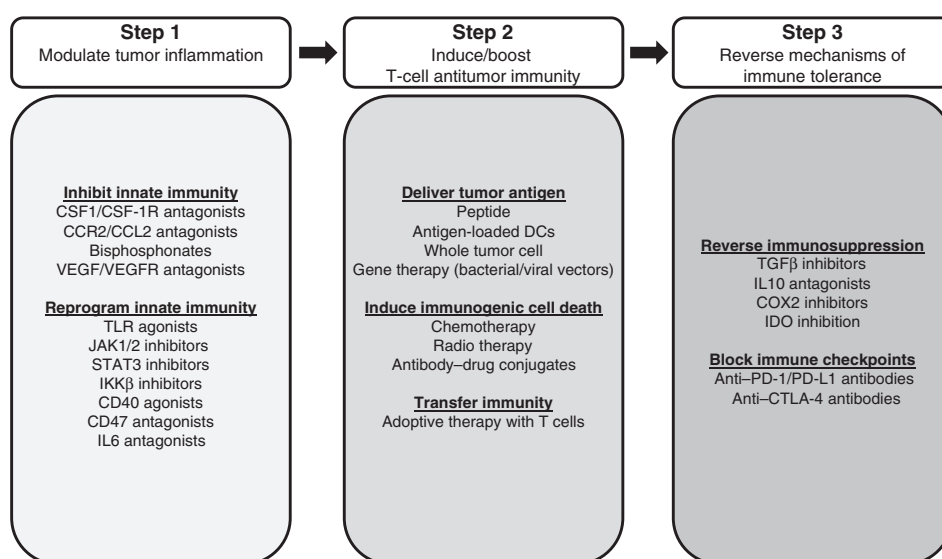 Step 1
Modulate tumor inflammation
Inhibit innate immunity
CSF1/CSF-1R antagonists
CCR2/CCL2 antagonists
Bisphosphonates
VEGF/VEGFR antagonists
Reprogram innate immunity
TLR agonists
JAK1/2 inhibitors
STAT3 inhibitors
IKKβ inhibitors
CD40 agonists
CD47 antagonists
IL6 antagonists
Step 2
Induce/boost
T-cell antitumor immunity
Deliver tumor antigen
Peptide
Antigen-loaded DCs
Whole tumor cell
Gene therapy (bacterial/viral vectors)
Induce immunogenic cell death
Chemotherapy
Radio therapy
Antibody–drug conjugates
Transfer immunity
Adoptive therapy with T cells
Step 3
Reverse mechanisms of
immune tolerance
Reverse immunosuppression
TGFβ inhibitors
IL10 antagonists
COX2 inhibitors
IDO inhibition
Block immune checkpoints
Anti–PD-1/PD-L1 antibodies
Anti–CTLA-4 antibodies